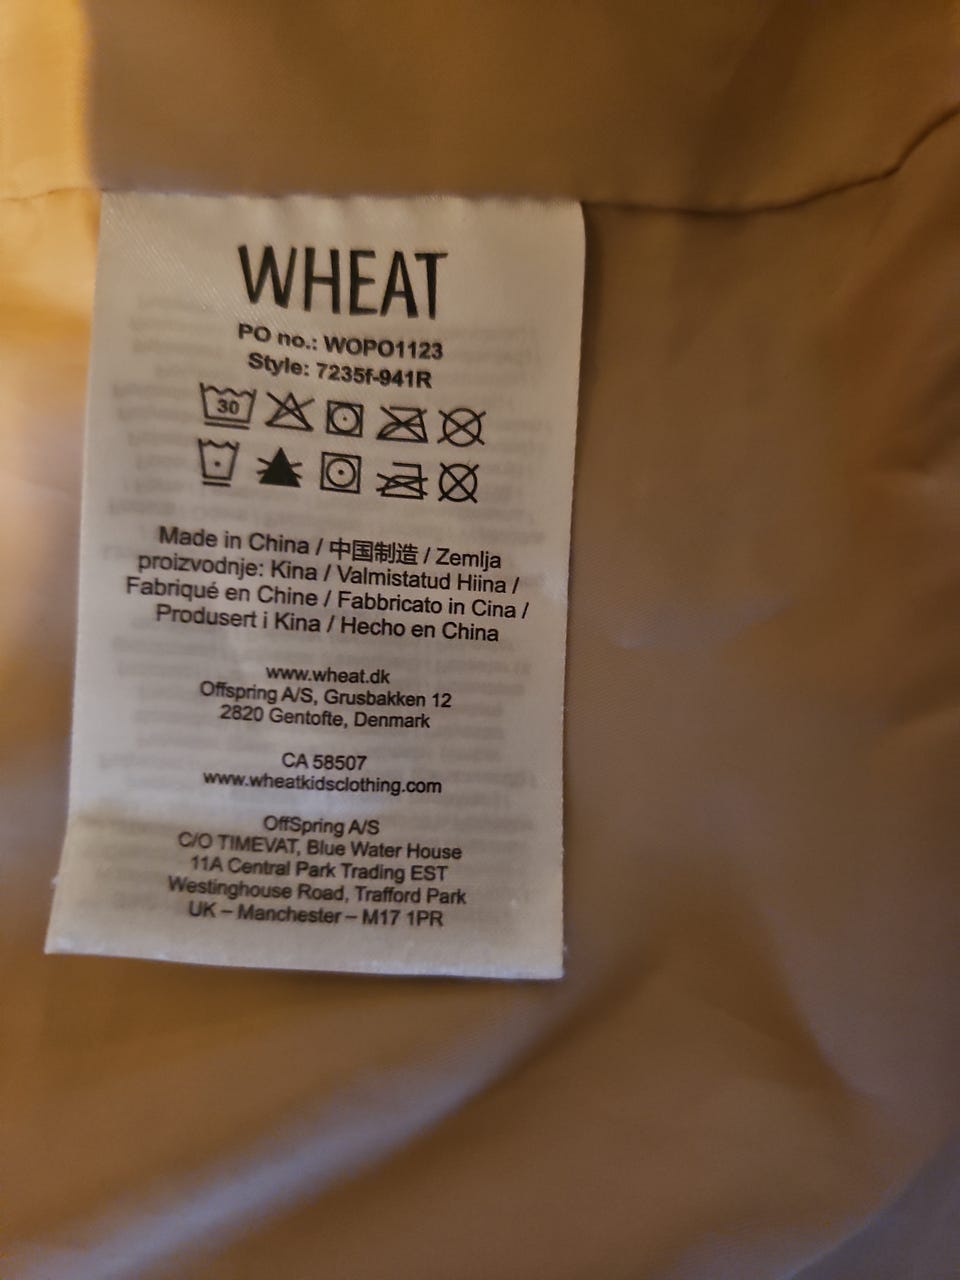 WHEAT
PO no.: WOPO1123
Style: 7235f-941R
30
Made in China / 中国制造 / Zemlja
proizvodnje: Kina / Valmistatud Hiina /
Fabriqué en Chine / Fabbricato in Cina /
Produsert i Kina / Hecho en China
www.wheat.dk
Offspring A/S, Grusbakken 12
2820 Gentofte, Denmark
CA 58507
www.wheatkidsclothing.com
OffSpring A/S
C/O TIMEVAT, Blue Water House
11A Central Park Trading EST
Westinghouse Road, Trafford Park
UK – Manchester – M17 1PR